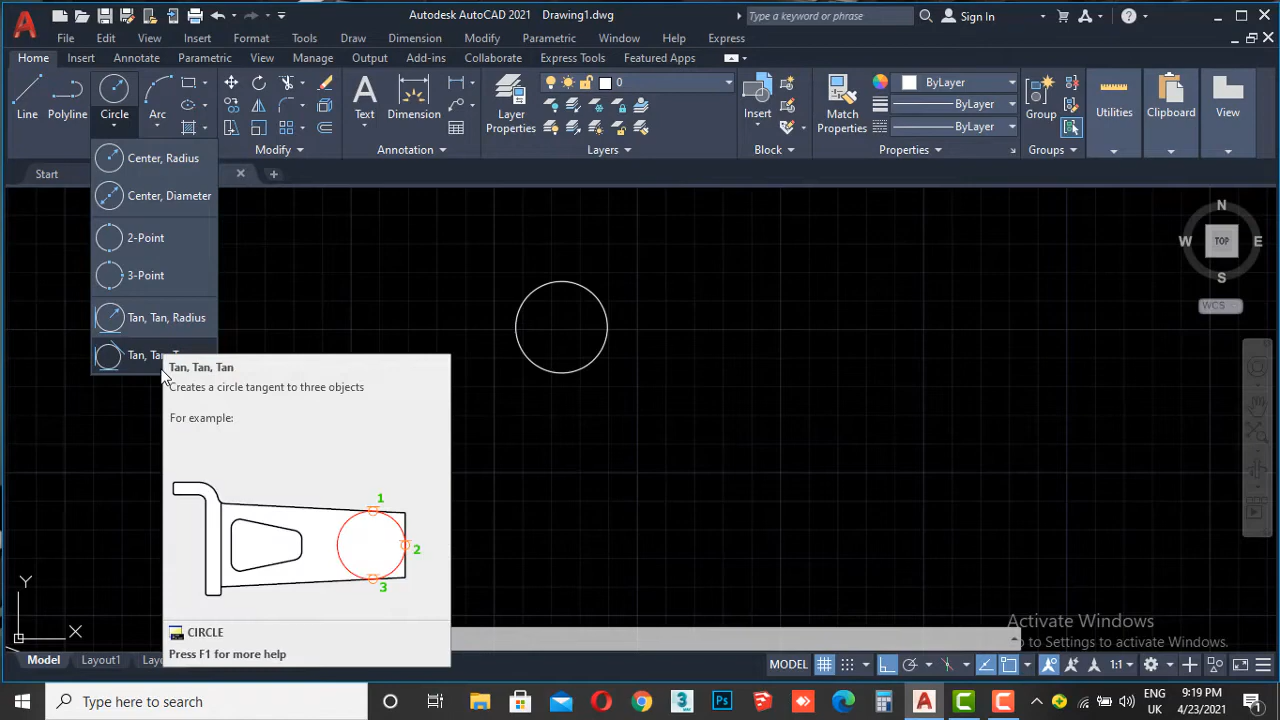 Autodesk AutoCAD 2021 Drawing1.dwg
Type a keyword or phrase
Sign In
File Edit View Insert Format Tools Draw Dimension Modify Parametric Window Help Express
Home Insert Annotate Parametric View Manage Output Add-ins Collaborate Express Tools Featured Apps
Line Polyline Circle Arc
Text Dimension
Layer
Properties
0
Insert
Match
Properties
ByLayer
ByLayer
ByLayer
Group
Utilities
Clipboard
View
Modify Annotation Layers Block Properties Groups
Start
Center, Radius
Center, Diameter
2-Point
3-Point
Tan, Tan, Radius
Tan, Tan, Tan
Creates a circle tangent to three objects
For example:
1
2
3
CIRCLE
Press F1 for more help
N
W TOP E
S
WCS
Y
X
Activate Windows
Go to Settings to activate Windows.
Model Layout1
MODEL
1:1
Type here to search
3
Ps
A
C
C
ENG
UK
9:19 PM
4/23/2021
1